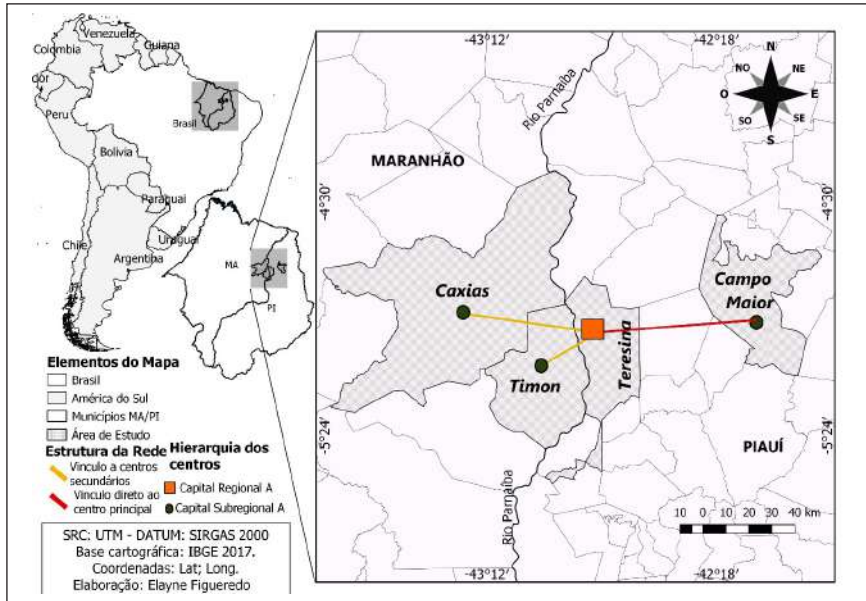 Venezuela
Guiana
Colombia
dor
Peru
Brasil
Bolivia
Paraguai
Chile
Uruguai
Argentina
MA
PI
Elementos do Mapa
Brasil
América do Sul
Municípios MA/PI
Área de Estudo
Estrutura da Rede
Vinculo a centros
secundários
Vinculo direto ao
centro principal
Hierarquia dos
centros
Capital Regional A
Capital Subregional A
SRC: UTM - DATUM: SIRGAS 2000
Base cartográfica: IBGE 2017.
Coordenadas: Lat; Long.
Elaboração: Elayne Figueredo
-43°12'
-42°18'
N
NO
NE
O
E
SO
SE
S
Rio Parnaíba
MARANHÃO
-4°30'
-4°30'
Caxias
Campo
Maior
Teresina
Timon
-5°24'
-5°24'
PIAUÍ
Rio Parnaíba
10 0 10 20 30 40 km
-43°12'
-42°18'